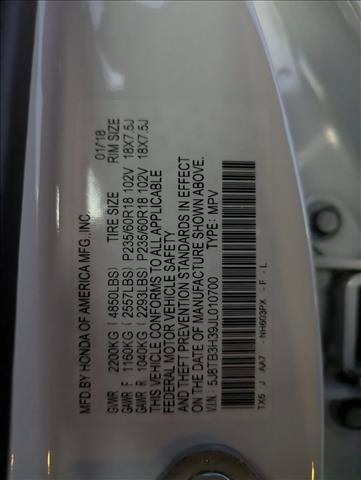 MFD.BY HONDA OF AMERICA MFG.,INC. 01/18
GVWR 2200KG ( 4850LBS) TIRE SIZE RIM SIZE
GAWR F 1160KG ( 2557LBS) P235/60R18 102V 18X7.5J
GAWR R 1040KG ( 2293LBS) P235/60R18 102V 18X7.5J
THIS VEHICLE CONFORMS TO ALL APPLICABLE
FEDERAL MOTOR VEHICLE SAFETY
AND THEFT PREVENTION STANDARDS IN EFFECT
ON THE DATE OF MANUFACTURE SHOWN ABOVE.
V.I.N. 5J8TB3H39JL010700 TYPE: MPV
TX5 J AA7 NH603PX - F - L